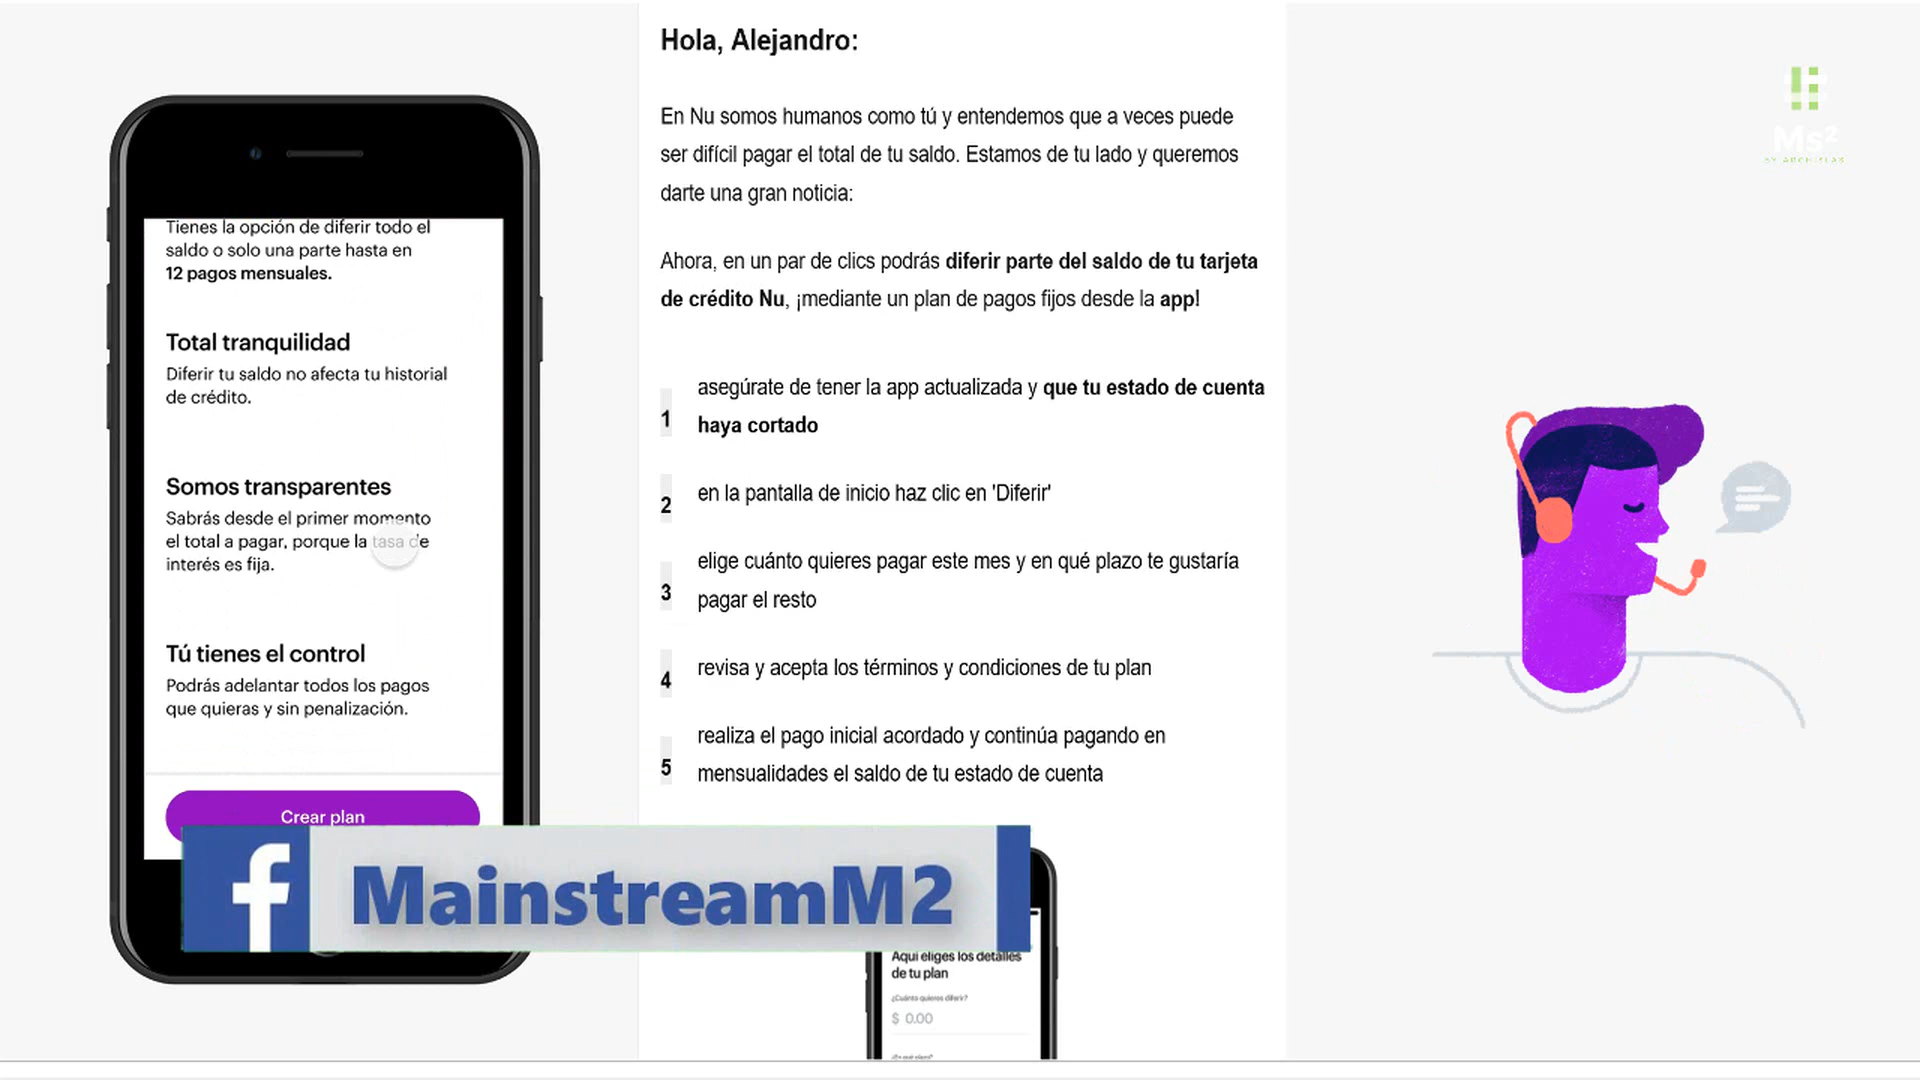 Tienes la opción de diferir todo el
saldo o solo una parte hasta en
12 pagos mensuales.
Total tranquilidad
Diferir tu saldo no afecta tu historial
de crédito.
Somos transparentes
Sabrás desde el primer momento
el total a pagar, porque la tasa de
interés es fija.
Tú tienes el control
Podrás adelantar todos los pagos
que quieras y sin penalización.
Crear plan
Hola, Alejandro:
En Nu somos humanos como tú y entendemos que a veces puede
ser difícil pagar el total de tu saldo. Estamos de tu lado y queremos
darte una gran noticia:
Ahora, en un par de clics podrás diferir parte del saldo de tu tarjeta
de crédito Nu, ¡mediante un plan de pagos fijos desde la app!
1 asegúrate de tener la app actualizada y que tu estado de cuenta
haya cortado
2 en la pantalla de inicio haz clic en 'Diferir'
3 elige cuánto quieres pagar este mes y en qué plazo te gustaría
pagar el resto
4 revisa y acepta los términos y condiciones de tu plan
5 realiza el pago inicial acordado y continúa pagando en
mensualidades el saldo de tu estado de cuenta
f MainstreamM2
Aquí eliges los detalles
de tu plan
¿Cuánto quieres diferir?
$ 0.00
Ms²